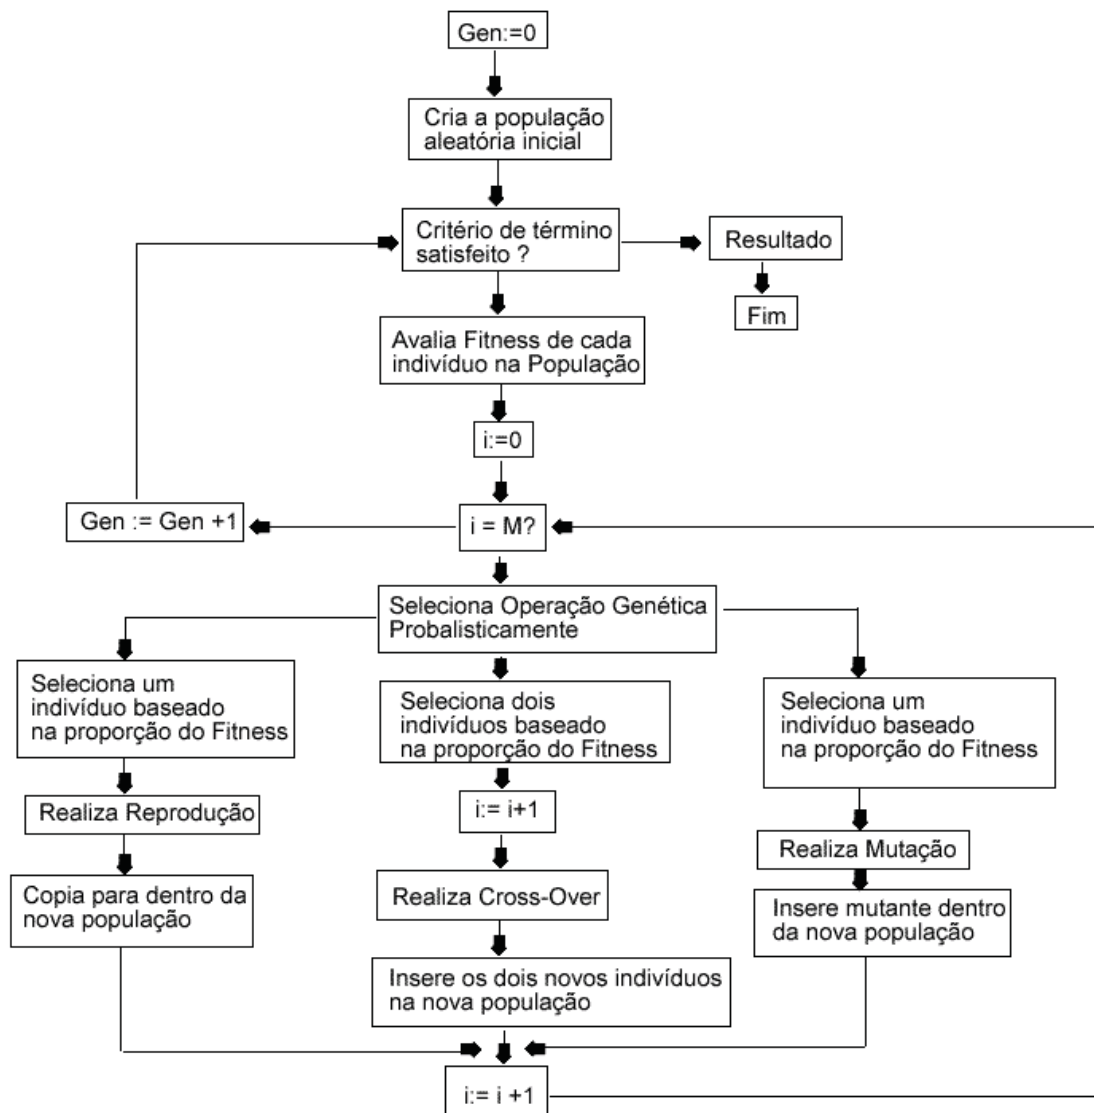 Gen:=0
Cria a população
aleatória inicial
Critério de término
satisfeito ?
Resultado
Fim
Avalia Fitness de cada
indivíduo na População
i:=0
Gen := Gen +1
i = M?
Seleciona Operação Genética
Probalisticamente
Seleciona um
indivíduo baseado
na proporção do Fitness
Realiza Reprodução
Copia para dentro da
nova população
Seleciona dois
indivíduos baseado
na proporção do Fitness
i:= i+1
Realiza Cross-Over
Insere os dois novos indivíduos
na nova população
Seleciona um
indivíduo baseado
na proporção do Fitness
Realiza Mutação
Insere mutante dentro
da nova população
i:= i +1